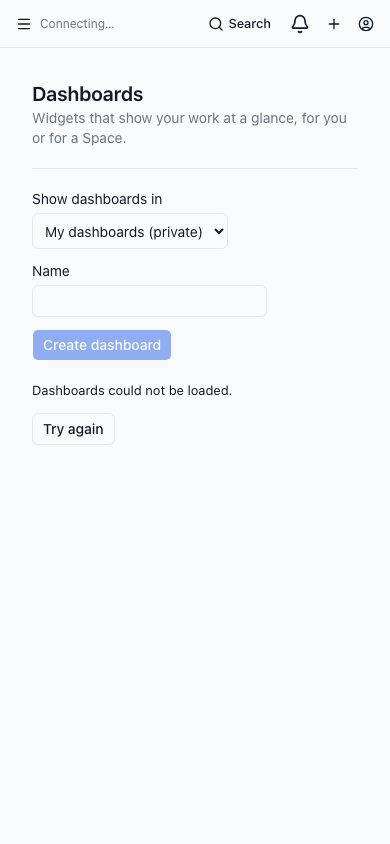 Connecting...
Search
Dashboards
Widgets that show your work at a glance, for you
or for a Space.
Show dashboards in
My dashboards (private)
Name
Create dashboard
Dashboards could not be loaded.
Try again